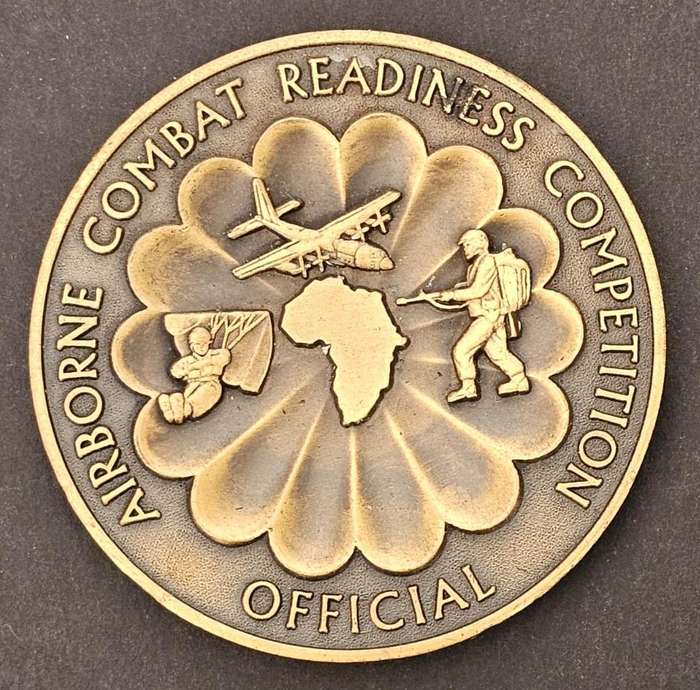 AIRBORNE COMBAT READINESS COMPETITION
OFFICIAL